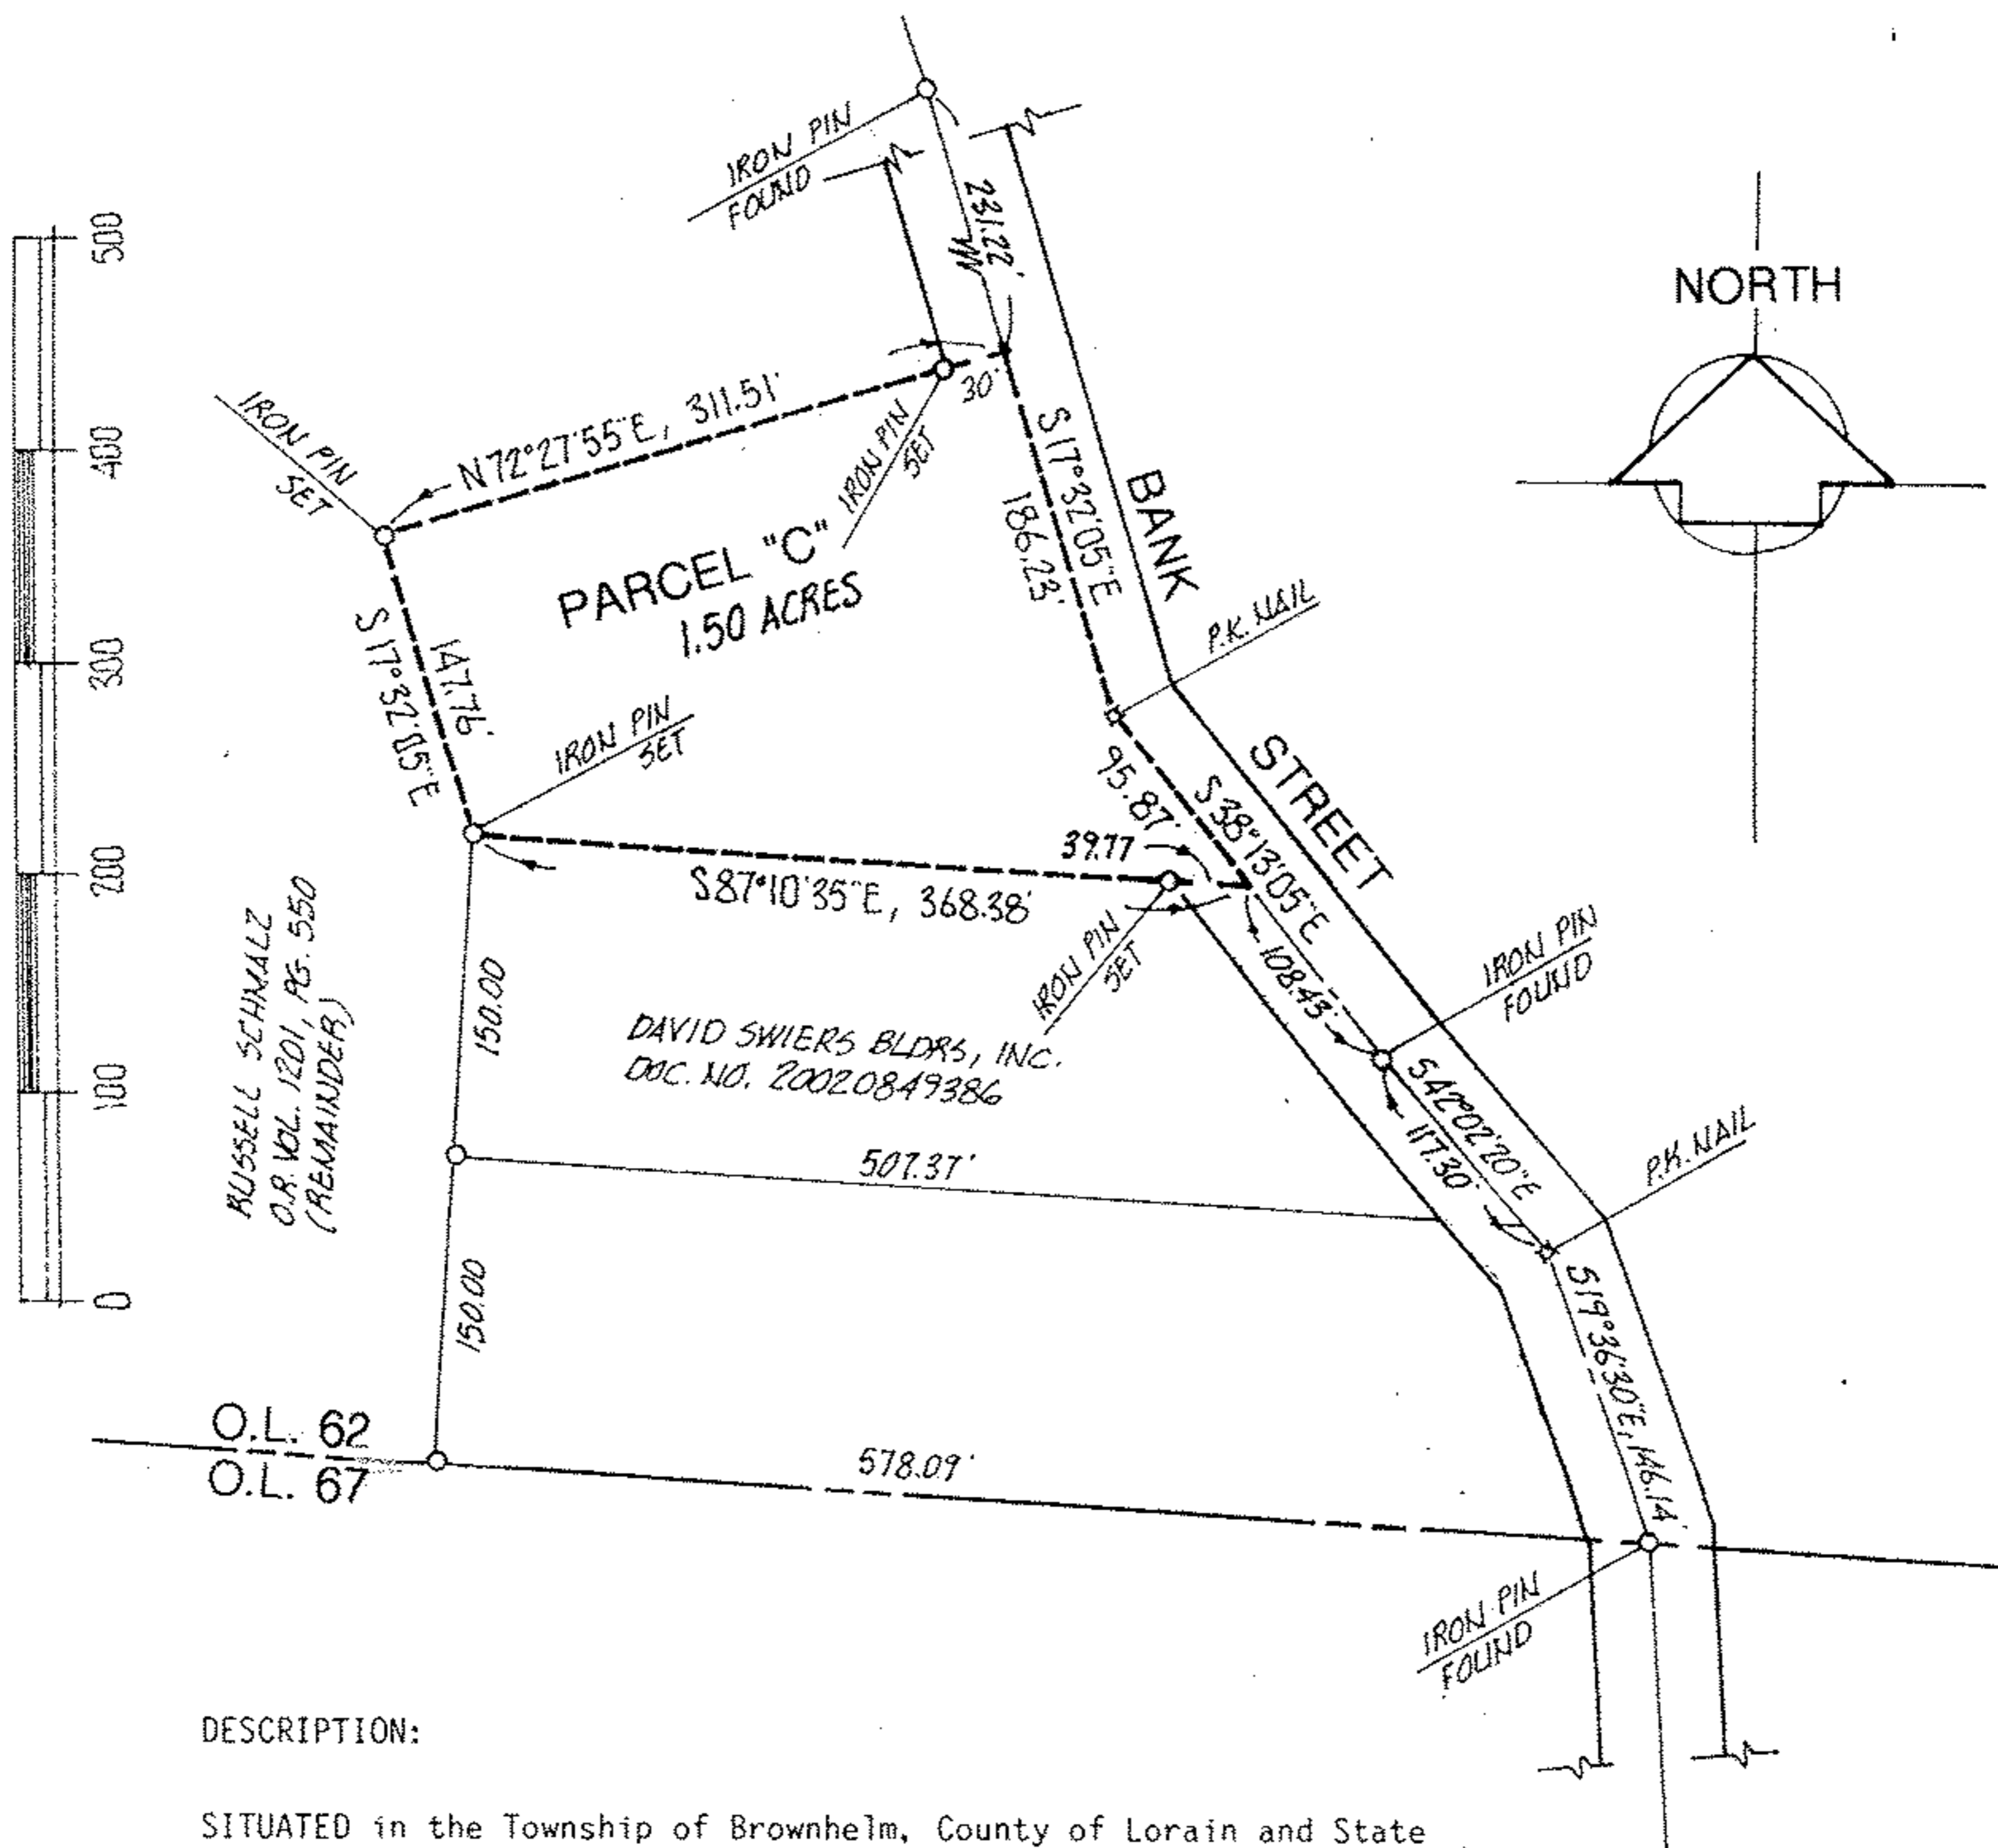 IRON PIN
FOUND
231.22'
NORTH
500
400
300
200
100
0
IRON PIN
SET
N72°27'55"E, 311.51'
30'
IRON PIN
SET
S17°32'05"E
186.23'
BANK
STREET
PARCEL "C"
1.50 ACRES
147.76'
S17°32'05"E
P.K. NAIL
IRON PIN
SET
95.87'
S38°13'05"E
39.77
S87°10'35"E, 368.38'
IRON PIN
SET
108.43'
IRON PIN
FOUND
RUSSELL SCHMALZ
O.R. VOL. 1201, PG. 550
(REMAINDER)
150.00
DAVID SWIERS BLDRS, INC.
DOC. NO. 20020849386
S42°02'20"E
117.30'
P.K. NAIL
507.37'
150.00
S19°36'30"E, 146.14'
O.L. 62
O.L. 67
578.09'
IRON PIN
FOUND
DESCRIPTION:
SITUATED in the Township of Brownhelm, County of Lorain and State